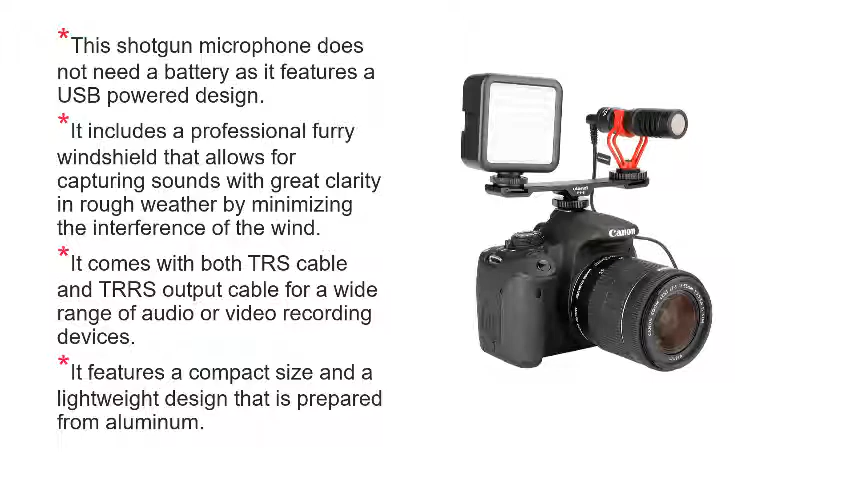 *This shotgun microphone does
not need a battery as it features a
USB powered design.
*It includes a professional furry
windshield that allows for
capturing sounds with great clarity
in rough weather by minimizing
the interference of the wind.
*It comes with both TRS cable
and TRRS output cable for a wide
range of audio or video recording
devices.
*It features a compact size and a
lightweight design that is prepared
from aluminum.
ulanzi
Canon